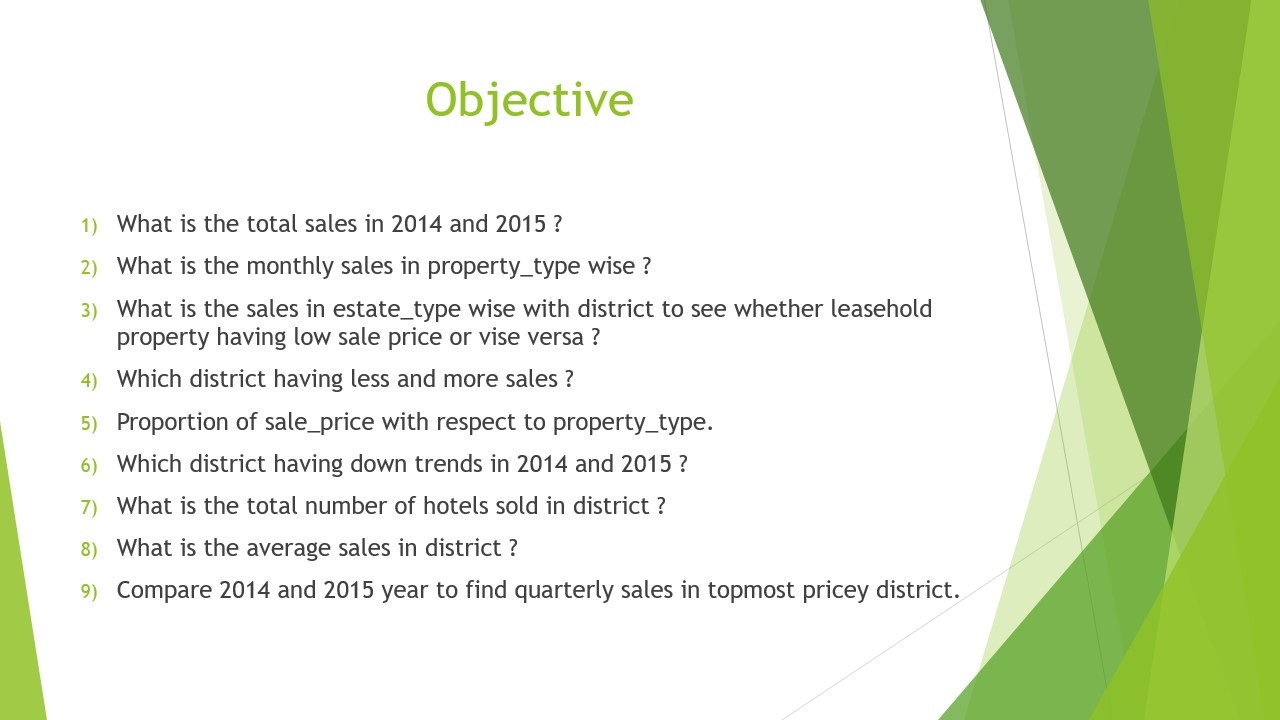 Objective
1) What is the total sales in 2014 and 2015 ?
2) What is the monthly sales in property_type wise ?
3) What is the sales in estate_type wise with district to see whether leasehold
property having low sale price or vise versa ?
4) Which district having less and more sales ?
5) Proportion of sale_price with respect to property_type.
6) Which district having down trends in 2014 and 2015 ?
7) What is the total number of hotels sold in district ?
8) What is the average sales in district ?
9) Compare 2014 and 2015 year to find quarterly sales in topmost pricey district.